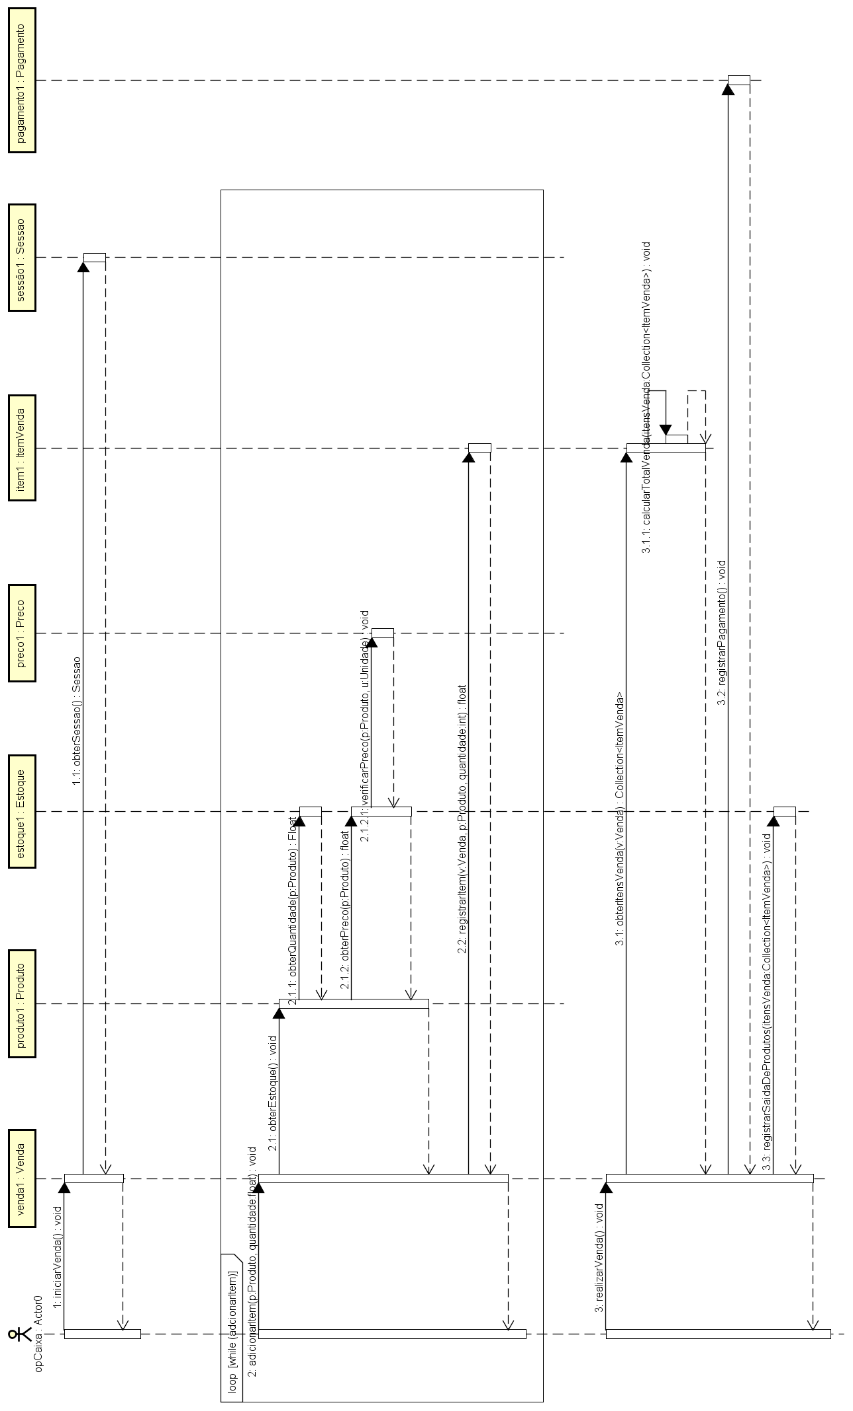 opCaixa : Actor0
venda1 : Venda
produto1 : Produto
estoque1 : Estoque
preco1 : Preco
item1 : ItemVenda
sessão1 : Sessao
pagamento1 : Pagamento
1: iniciarVenda() : void
1.1: obterSessao() : Sessao
loop [while (adcionarItem)]
2: adicionarItem(p:Produto, quantidade:float) : void
2.1: obterEstoque() : void
2.1.1: obterQuantidade(p:Produto) : Float
2.1.2: obterPreco(p:Produto) : float
2.1.2.1: verificarPreco(p:Produto, u:Unidade) : void
2.2: registrarItem(v:Venda, p:Produto, quantidade:int) : float
3: realizarVenda() : void
3.1: obterItensVenda(v:Venda) : Collection<ItemVenda>
3.1.1: calcularTotalVenda(itensVenda:Collection<ItemVenda>) : void
3.2: registrarPagamento() : void
3.3: registrarSaidaDeProdutos(itensVenda:Collection<ItemVenda>) : void